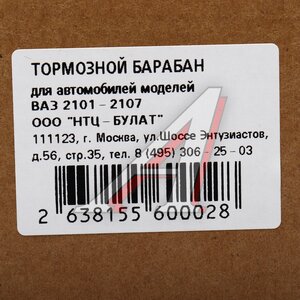 ТОРМОЗНОЙ БАРАБАН
для автомобилей моделей
ВАЗ 2101 - 2107
ООО "НТЦ - БУЛАТ"
111123, г. Москва, ул.Шоссе Энтузиастов,
д.56, стр.35, тел. 8 (495) 306 - 25 - 03
2 638155 600028